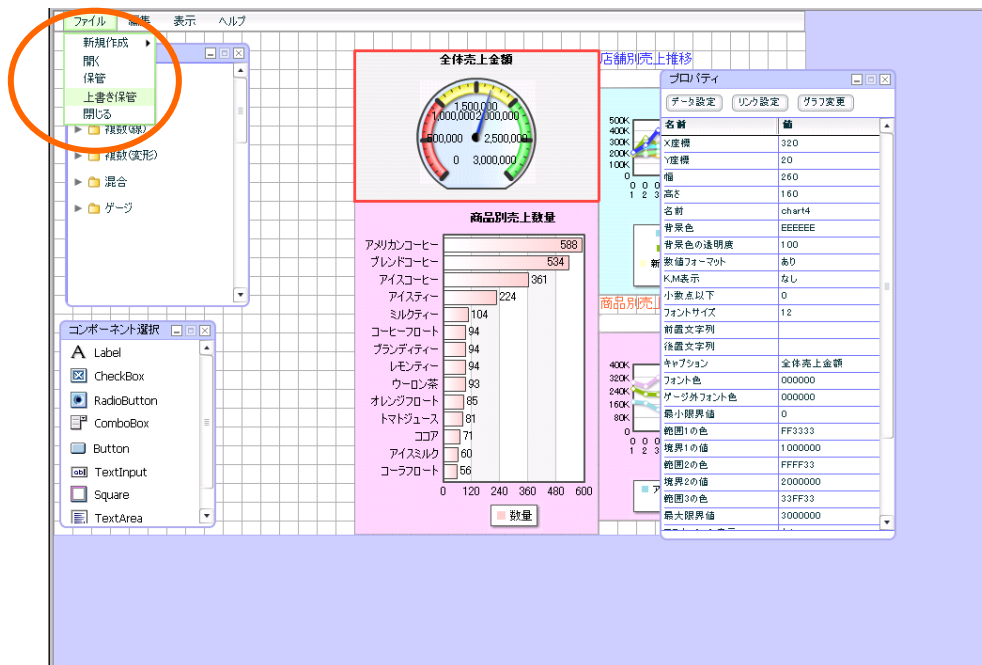 ファイル 編集 表示 ヘルプ
新規作成
開く
保管
上書き保管
閉じる
複数(線)
複数(変形)
混合
ゲージ
コンポーネント選択
Label
CheckBox
RadioButton
ComboBox
Button
TextInput
Square
TextArea
全体売上金額
1,500,000
1,000,000 2,000,000
500,000 2,500,000
0 3,000,000
商品別売上数量
アメリカンコーヒー 588
ブレンドコーヒー 534
アイスコーヒー 361
アイスティー 224
ミルクティー 104
コーヒーフロート 94
ブランディティー 94
レモンティー 94
ウーロン茶 93
オレンジフロート 85
トマトジュース 81
ココア 71
アイスミルク 60
コーラフロート 56
0 120 240 360 480 600
数量
店舗別売上推移
500K
400K
300K
200K
100K
0
0 0 0
1 2 3
新
商品別売上
400K
320K
240K
160K
80K
0
0 0 0
1 2 3
ア
プロパティ
データ設定 リンク設定 グラフ変更
名前 値
X座標 320
Y座標 20
幅 260
高さ 160
名前 chart4
背景色 EEEEEE
背景色の透明度 100
数値フォーマット あり
K,M表示 なし
小数点以下 0
フォントサイズ 12
前置文字列
後置文字列
キャプション 全体売上金額
フォント色 000000
ゲージ外フォント色 000000
最小限界値 0
範囲1の色 FF3333
境界1の値 1000000
範囲2の色 FFFF33
境界2の値 2000000
範囲3の色 33FF33
最大限界値 3000000